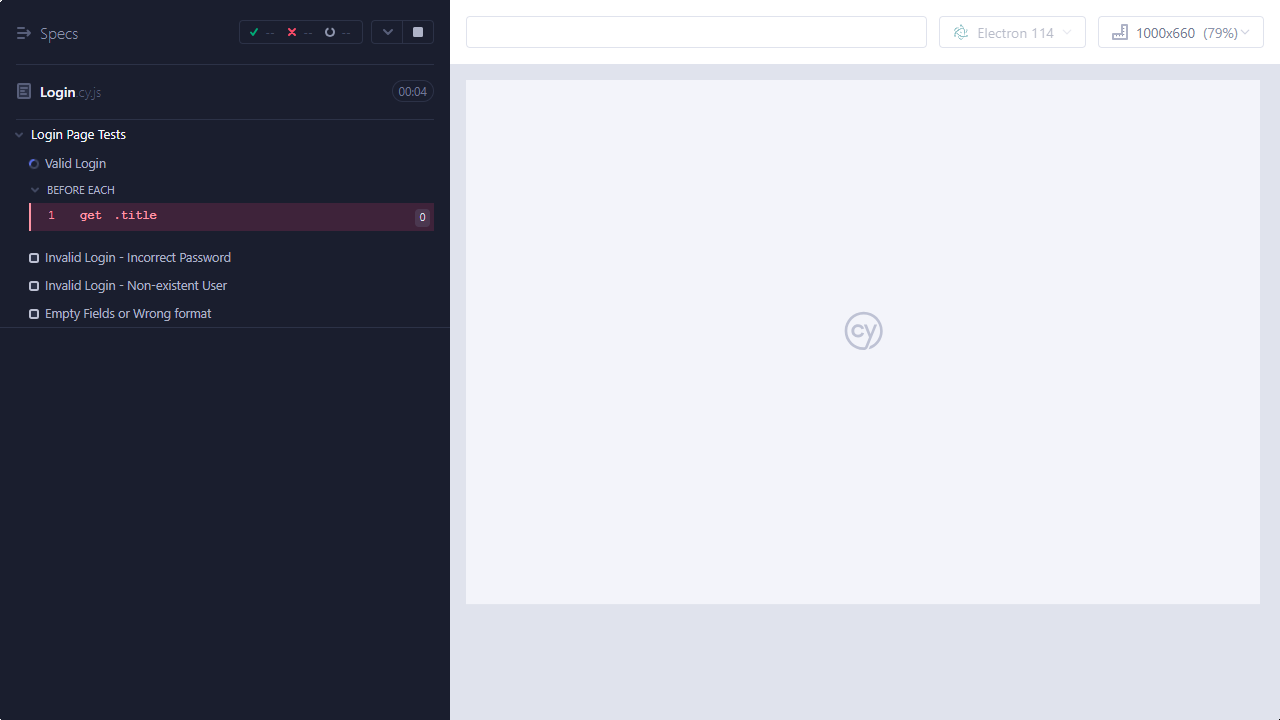 Specs
-- -- --
Login.cy.js
00:04
Login Page Tests
Valid Login
BEFORE EACH
1 get .title 0
Invalid Login - Incorrect Password
Invalid Login - Non-existent User
Empty Fields or Wrong format
Electron 114
1000x660 (79%)
cy